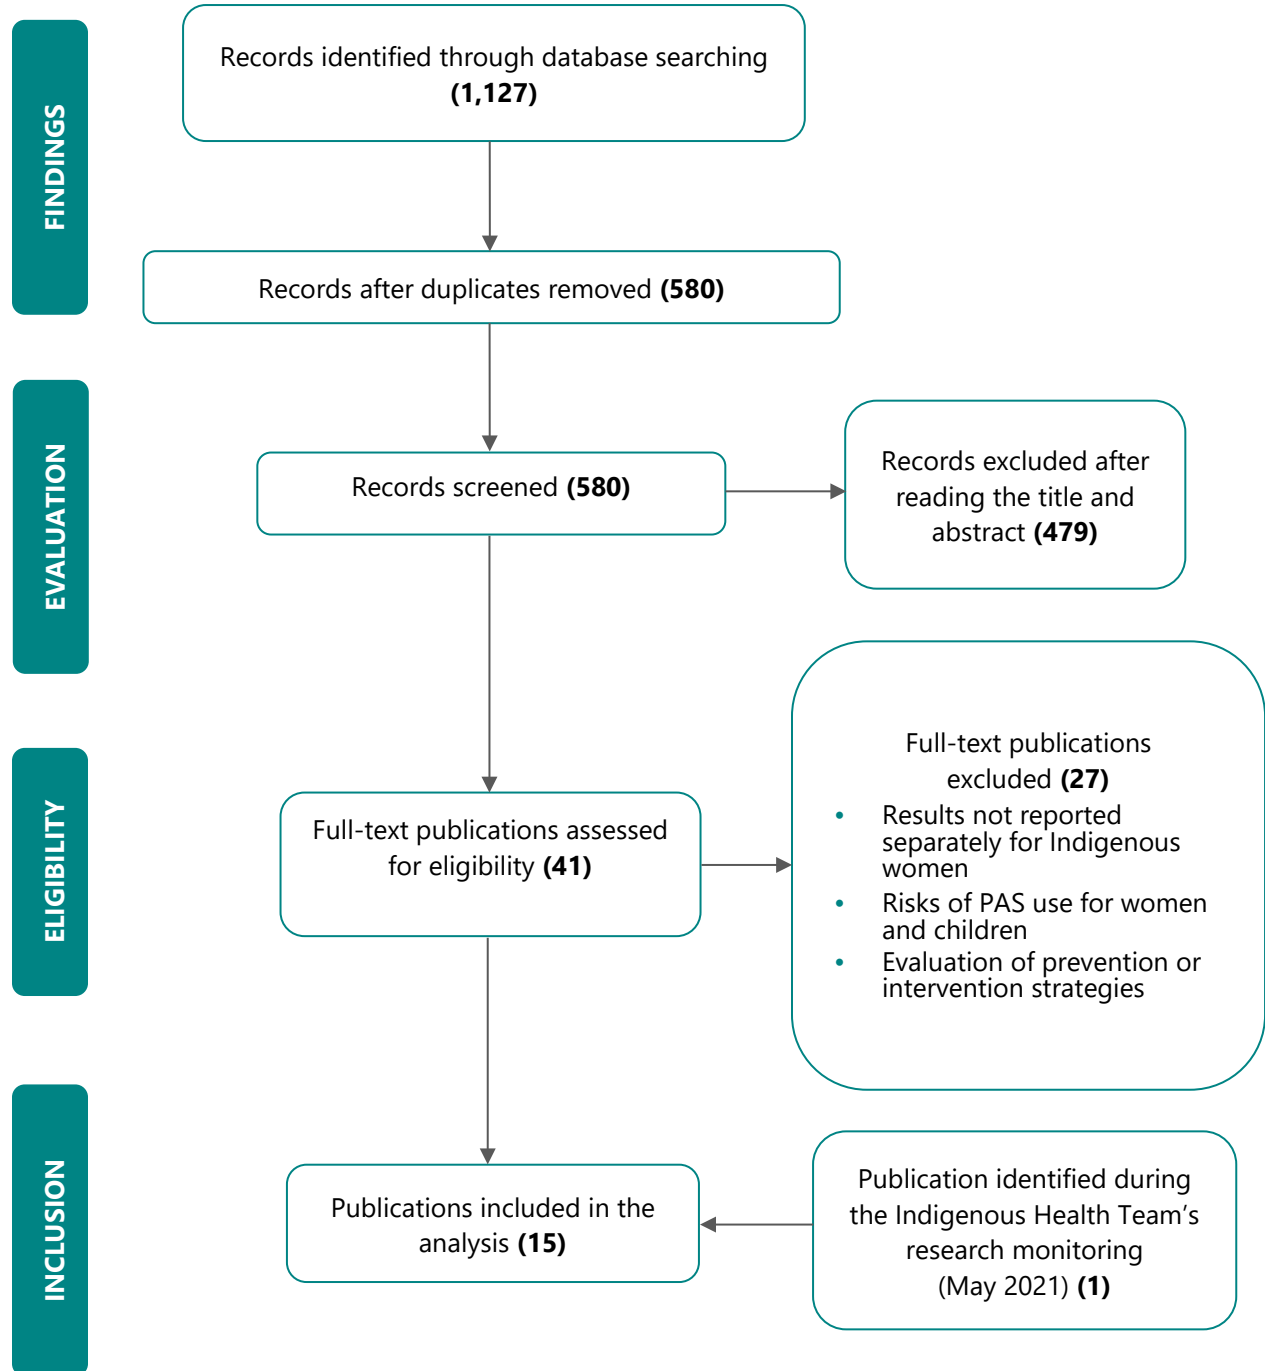 FINDINGS
Records identified through database searching
(1,127)
Records after duplicates removed (580)
EVALUATION
Records screened (580)
Records excluded after
reading the title and
abstract (479)
ELIGIBILITY
Full-text publications assessed
for eligibility (41)
Full-text publications
excluded (27)
• Results not reported
separately for Indigenous
women
• Risks of PAS use for women
and children
• Evaluation of prevention or
intervention strategies
INCLUSION
Publications included in the
analysis (15)
Publication identified during
the Indigenous Health Team’s
research monitoring
(May 2021) (1)